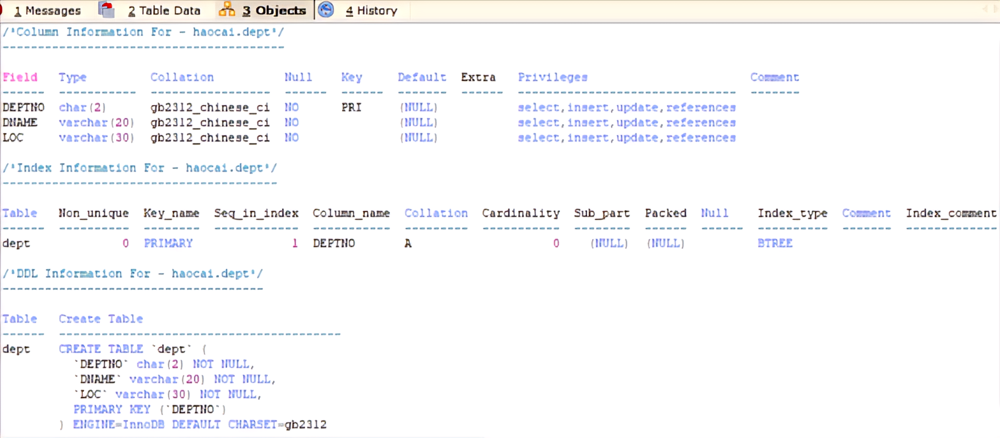 1 Messages 2 Table Data 3 Objects 4 History
/*Column Information For - haocai.dept*/
----------------------------------------
Field Type Collation Null Key Default Extra Privileges Comment
------ ----------- ----------------- ------ ------ ------- ------ ------------------------------- -------
DEPTNO char(2) gb2312_chinese_ci NO PRI (NULL) select,insert,update,references
DNAME varchar(20) gb2312_chinese_ci NO (NULL) select,insert,update,references
LOC varchar(30) gb2312_chinese_ci NO (NULL) select,insert,update,references
/*Index Information For - haocai.dept*/
---------------------------------------
Table Non_unique Key_name Seq_in_index Column_name Collation Cardinality Sub_part Packed Null Index_type Comment Index_comment
------ ---------- -------- ------------ ----------- --------- ----------- -------- ------ ------ ---------- ------- -------------
dept 0 PRIMARY 1 DEPTNO A 0 (NULL) (NULL) BTREE
/*DDL Information For - haocai.dept*/
-------------------------------------
Table Create Table
------ ----------------------------------------
dept CREATE TABLE `dept` (
`DEPTNO` char(2) NOT NULL,
`DNAME` varchar(20) NOT NULL,
`LOC` varchar(30) NOT NULL,
PRIMARY KEY (`DEPTNO`)
) ENGINE=InnoDB DEFAULT CHARSET=gb2312